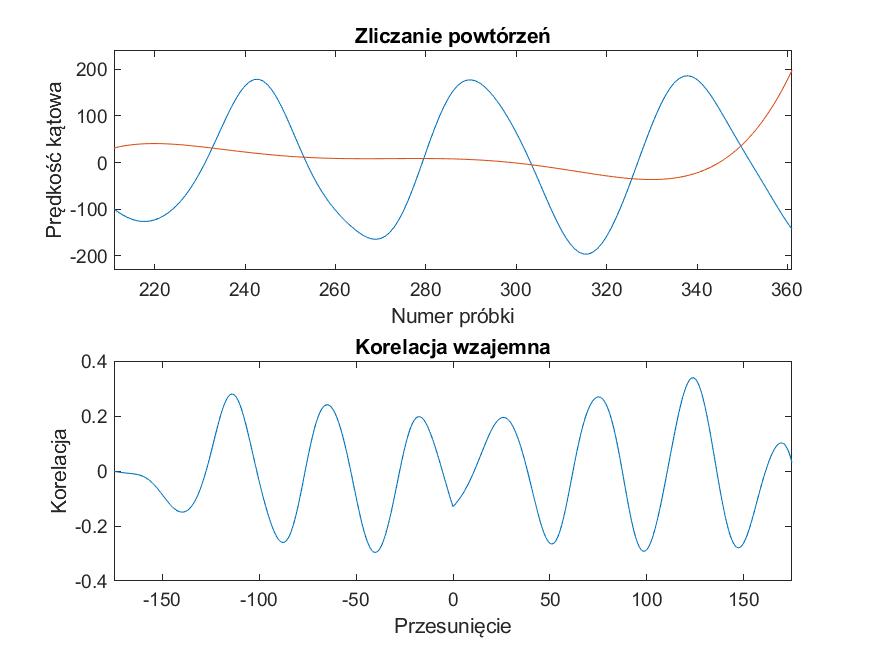 Zliczanie powtórzeń
200
100
0
-100
-200
Prędkość kątowa
220 240 260 280 300 320 340 360
Numer próbki
Korelacja wzajemna
0.4
0.2
0
-0.2
-0.4
Korelacja
-150 -100 -50 0 50 100 150
Przesunięcie